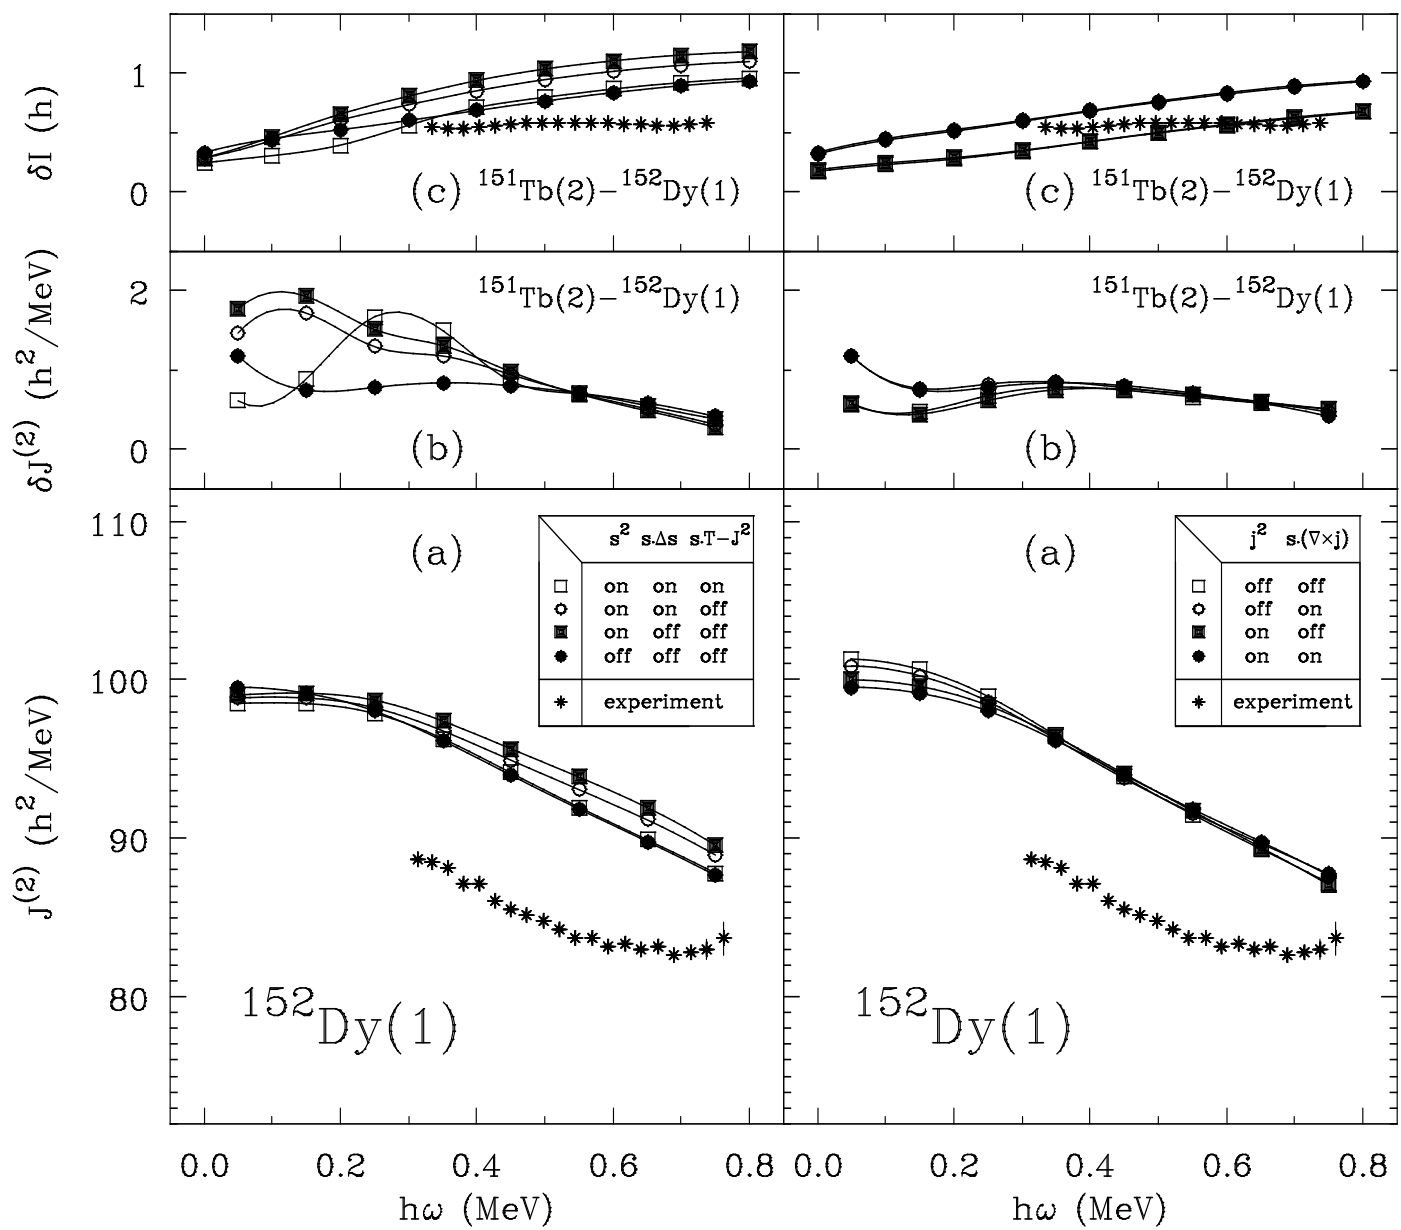 δI (h)
1
0
(c) ¹⁵¹Tb(2)−¹⁵²Dy(1)
(c) ¹⁵¹Tb(2)−¹⁵²Dy(1)
δJ⁽²⁾ (h²/MeV)
2
0
¹⁵¹Tb(2)−¹⁵²Dy(1)
(b)
¹⁵¹Tb(2)−¹⁵²Dy(1)
(b)
J⁽²⁾ (h²/MeV)
110
100
90
80
(a)
s² s·Δs s·T−J²
on on on
on on off
on off off
off off off
experiment
¹⁵²Dy(1)
(a)
j² s·(∇×j)
off off
off on
on off
on on
experiment
¹⁵²Dy(1)
0.0 0.2 0.4 0.6 0.8
0.0 0.2 0.4 0.6 0.8
hω (MeV)
hω (MeV)